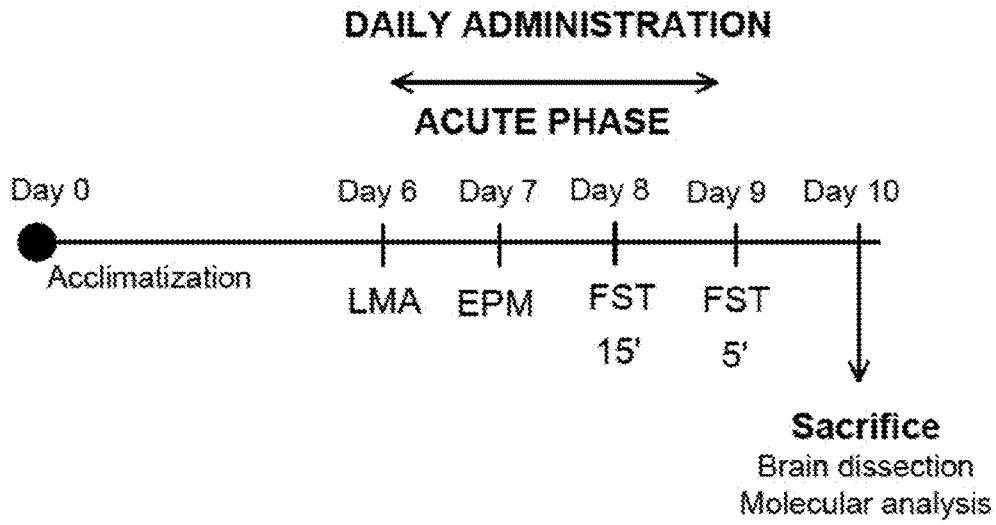 DAILY ADMINISTRATION
ACUTE PHASE
Day 0 Day 6 Day 7 Day 8 Day 9 Day 10
Acclimatization
LMA EPM FST FST
15' 5'
Sacrifice
Brain dissection
Molecular analysis